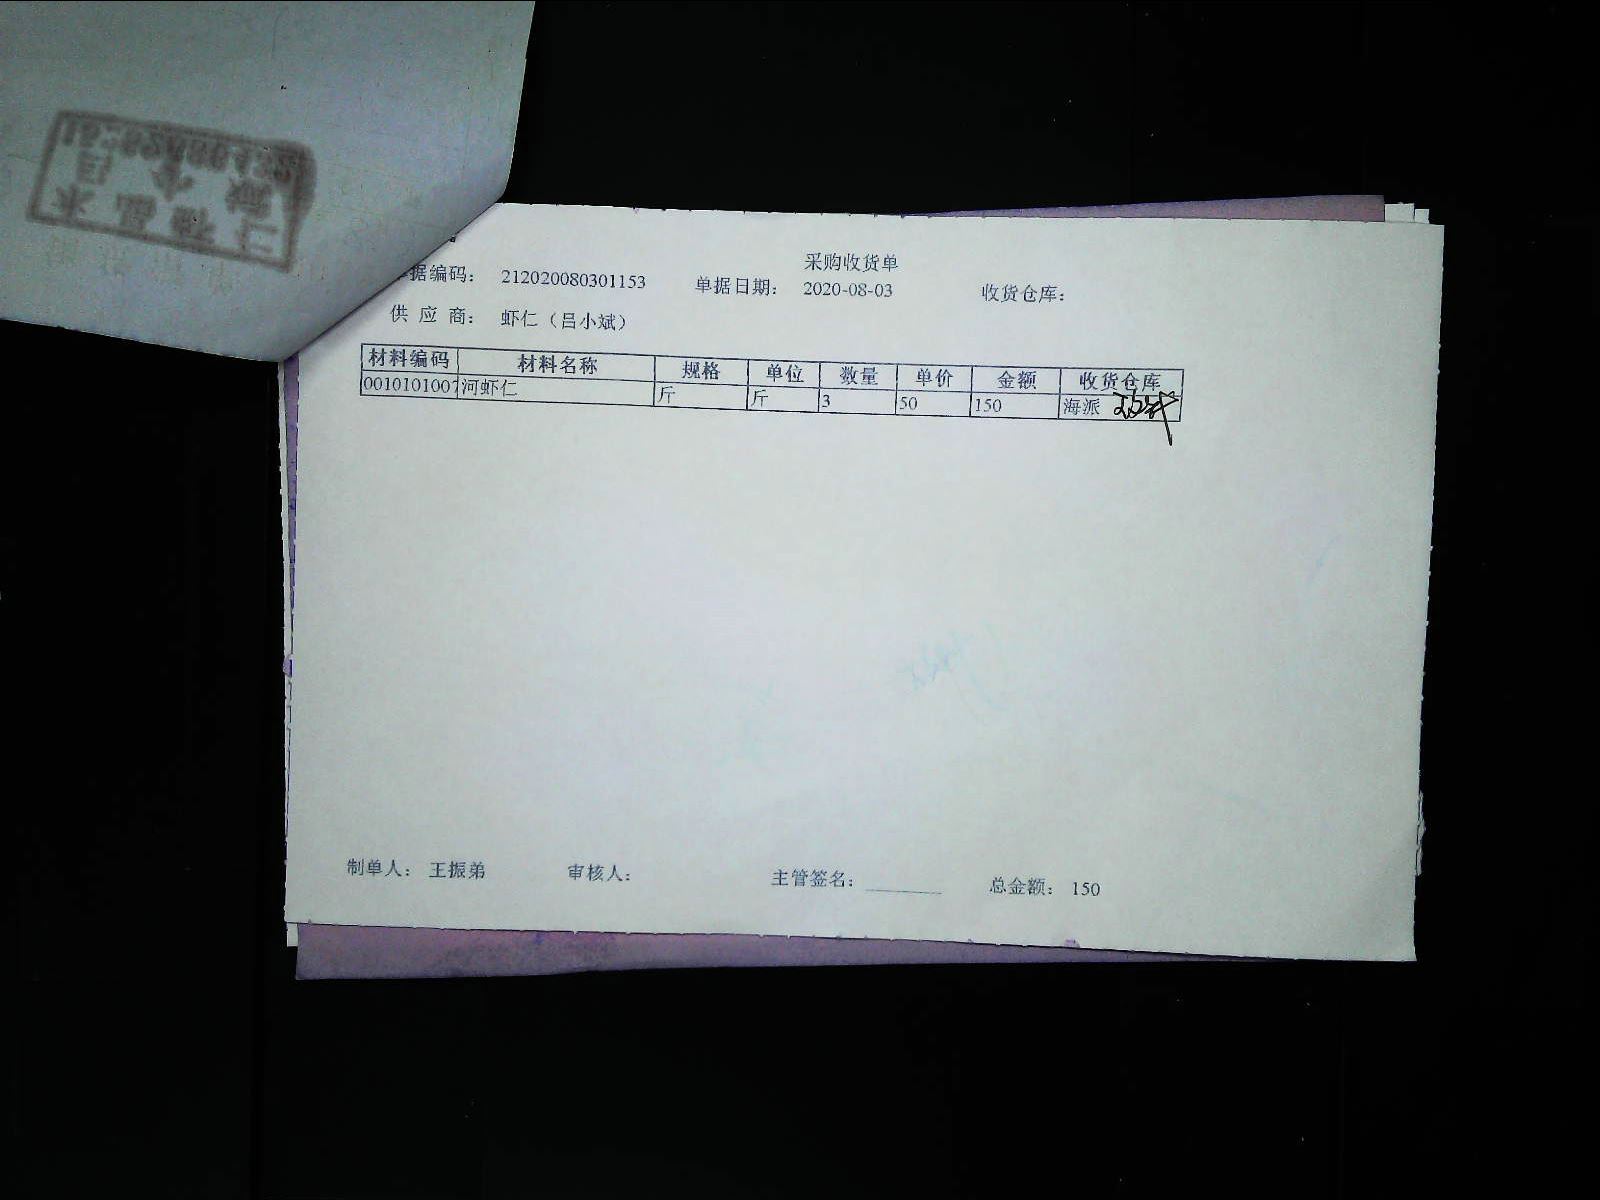 采购收货单
据编码： 212020080301153 单据日期： 2020-08-03 收货仓库：
供 应 商： 虾仁（吕小斌）
材料编码 材料名称 规格 单位 数量 单价 金额 收货仓库
0010101007 河虾仁 斤 斤 3 50 150 海派
制单人： 王振弟 审核人： 主管签名： 总金额： 150